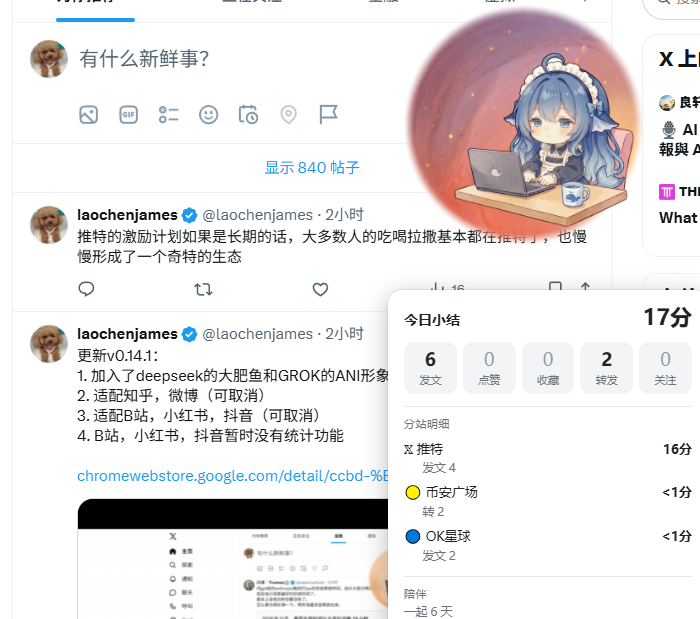 有什么新鲜事？
GIF
显示 840 帖子
laochenjames @laochenjames · 2小时
推特的激励计划如果是长期的话，大多数人的吃喝拉撒基本都在推特了，也慢
慢形成了一个奇特的生态
16
laochenjames @laochenjames · 2小时
更新v0.14.1：
1. 加入了deepseek的大肥鱼和GROK的ANI形象
2. 适配知乎，微博（可取消）
3. 适配B站，小红书，抖音（可取消）
4. B站，小红书，抖音暂时没有统计功能
chromewebstore.google.com/detail/ccbd-%E
今日小结
17分
6
0
0
2
0
发文
点赞
收藏
转发
关注
分站明细
X 推特
16分
发文 4
币安广场
<1分
转 2
OK星球
<1分
发文 2
陪伴
一起 6 天
X 上
良轩
AI
報與 A
What